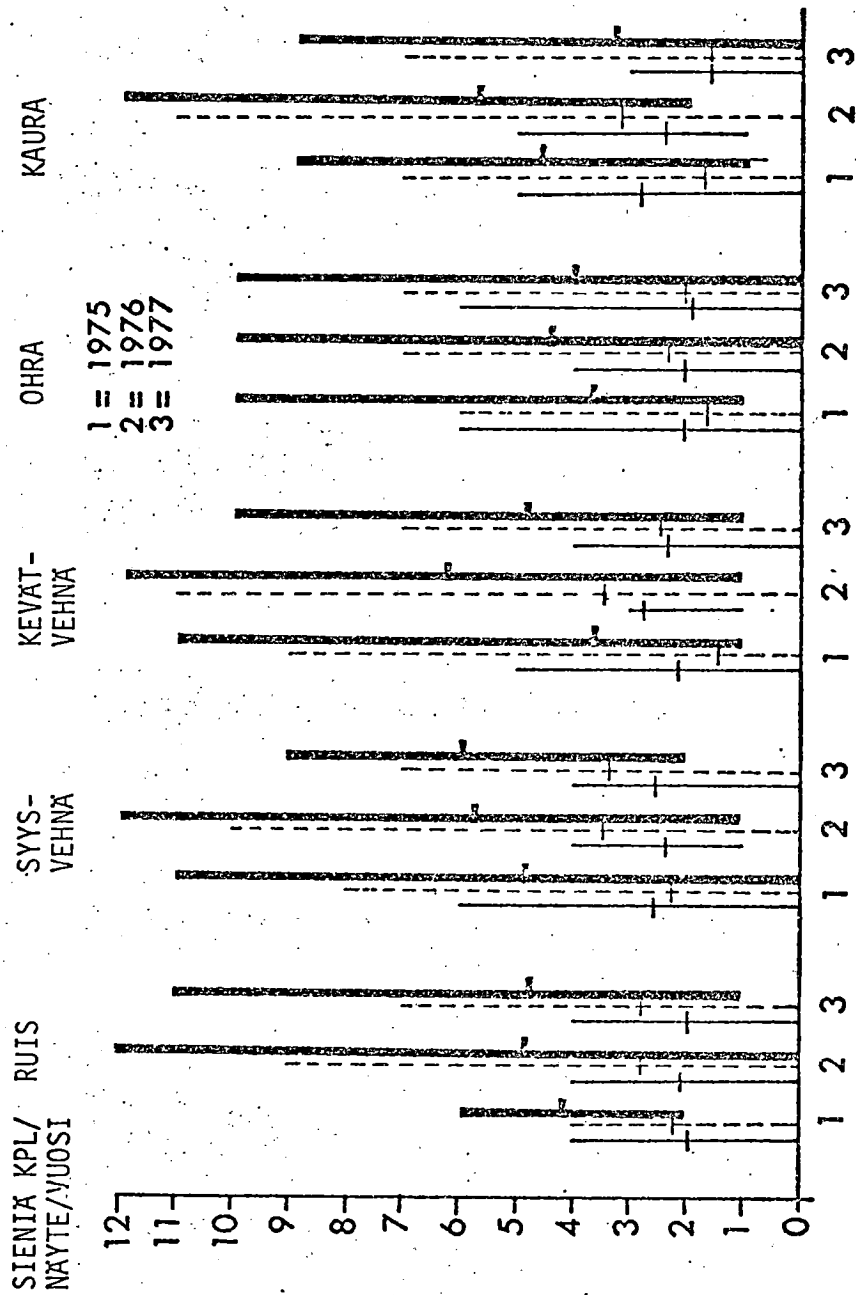 SIENIÄ KPL/
NÄYTE/VUOSI
RUIS
SYYS-
VEHNÄ
KEVÄT-
VEHNÄ
OHRA
KAURA
1 = 1975
2 = 1976
3 = 1977
12
11
10
9
8
7
6
5
4
3
2
1
0
1 2 3 1 2 3 1 2 3 1 2 3 1 2 3